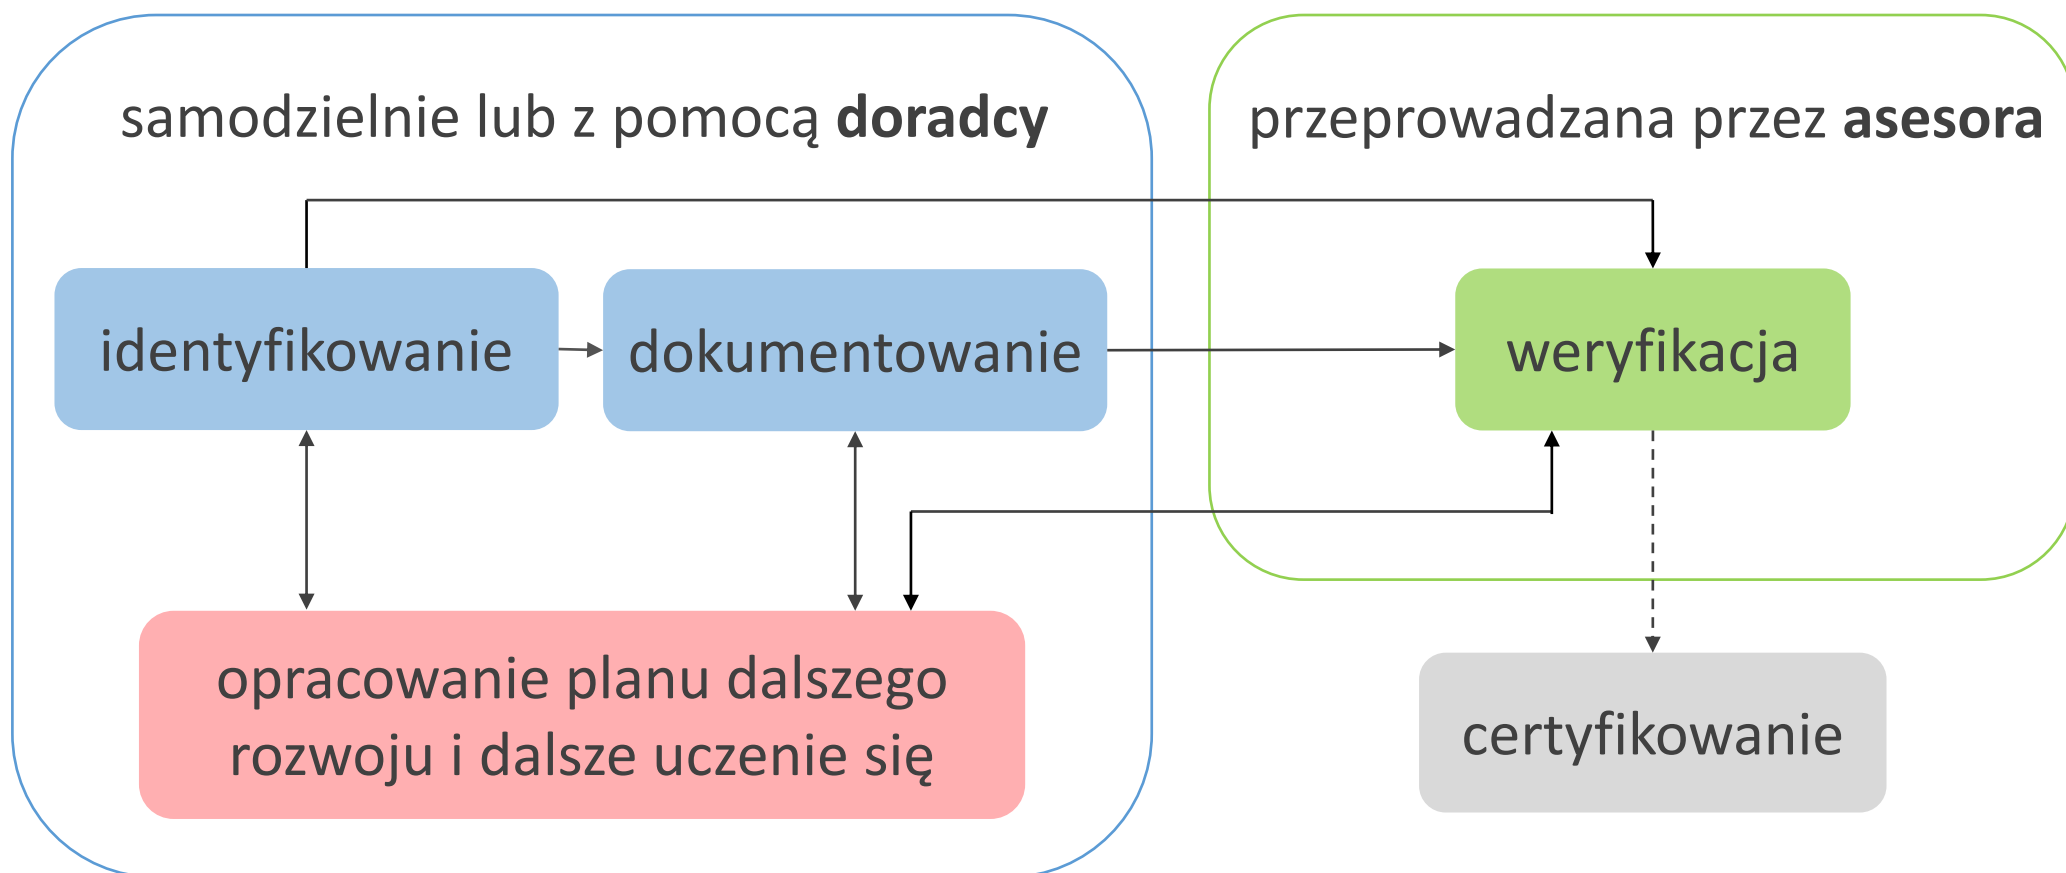 samodzielnie lub z pomocą doradcy
przeprowadzana przez asesora
identyfikowanie
dokumentowanie
weryfikacja
opracowanie planu dalszego
rozwoju i dalsze uczenie się
certyfikowanie